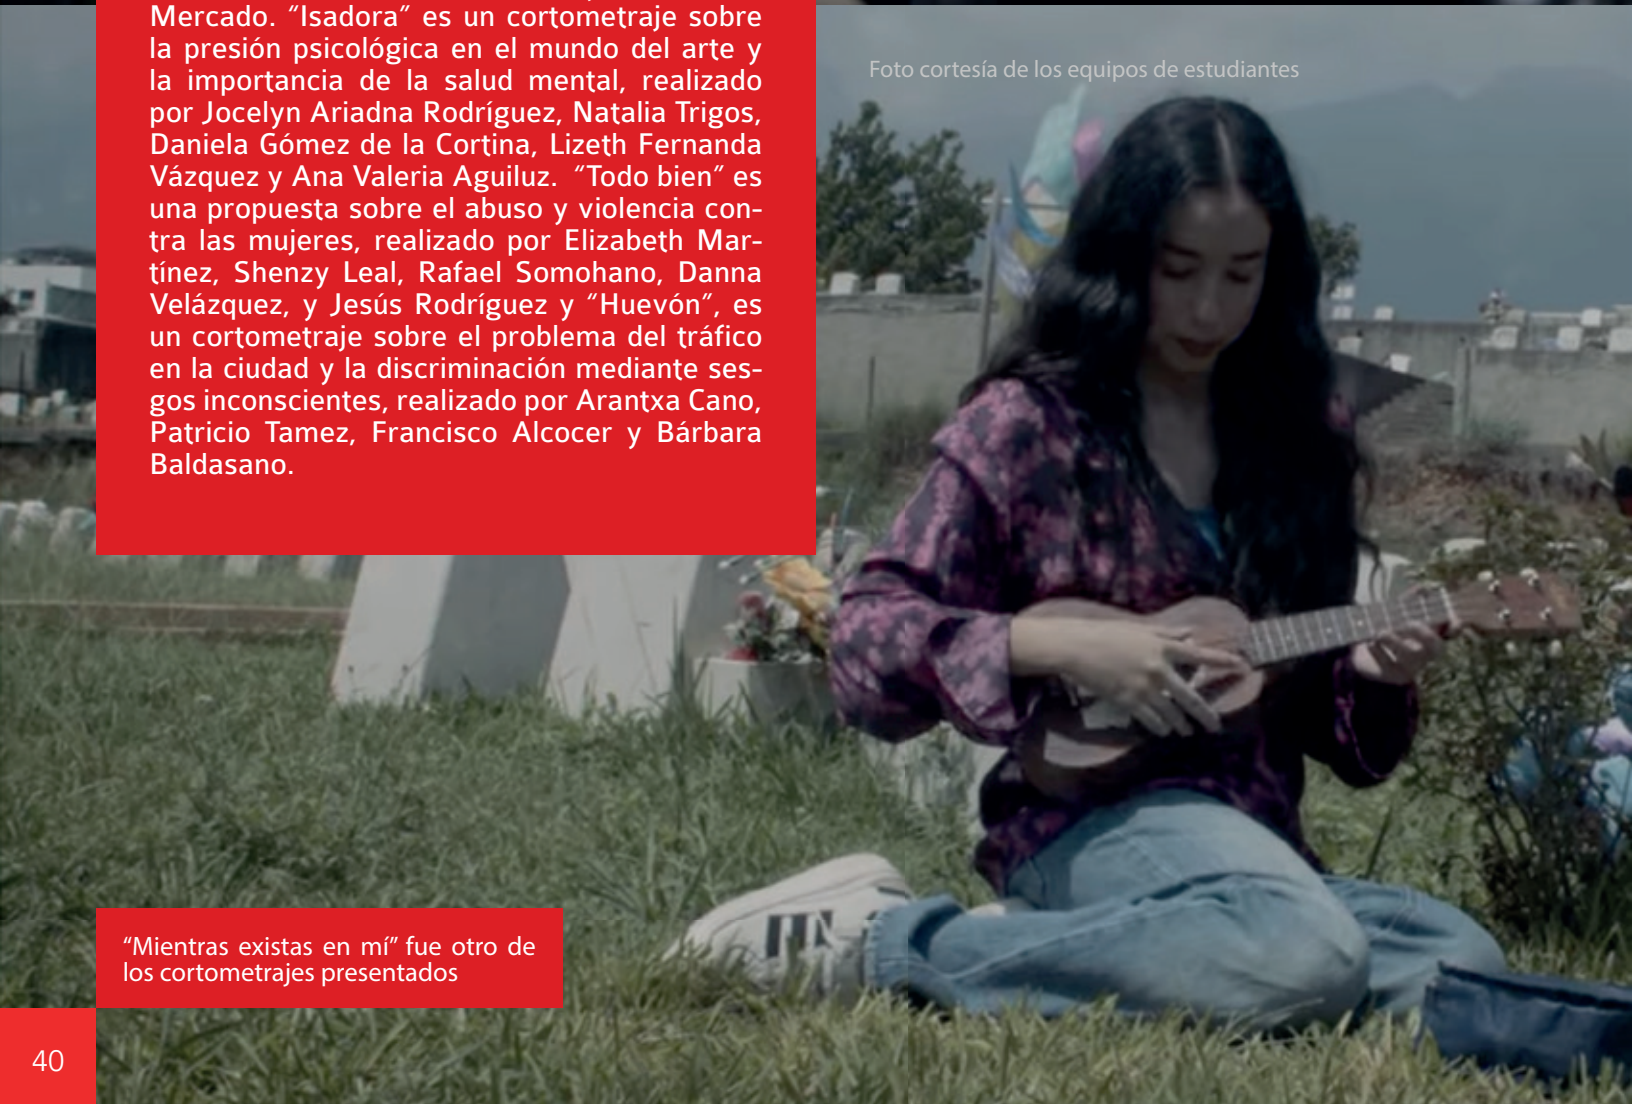 Mercado. “Isadora” es un cortometraje sobre
la presión psicológica en el mundo del arte y
la importancia de la salud mental, realizado
por Jocelyn Ariadna Rodríguez, Natalia Trigos,
Daniela Gómez de la Cortina, Lizeth Fernanda
Vázquez y Ana Valeria Aguiluz. “Todo bien” es
una propuesta sobre el abuso y violencia con-
tra las mujeres, realizado por Elizabeth Mar-
tínez, Shenzy Leal, Rafael Somohano, Danna
Velázquez, y Jesús Rodríguez y “Huevón”, es
un cortometraje sobre el problema del tráfico
en la ciudad y la discriminación mediante ses-
gos inconscientes, realizado por Arantxa Cano,
Patricio Tamez, Francisco Alcocer y Bárbara
Baldasano.
Foto cortesía de los equipos de estudiantes
“Mientras existas en mí” fue otro de
los cortometrajes presentados
40